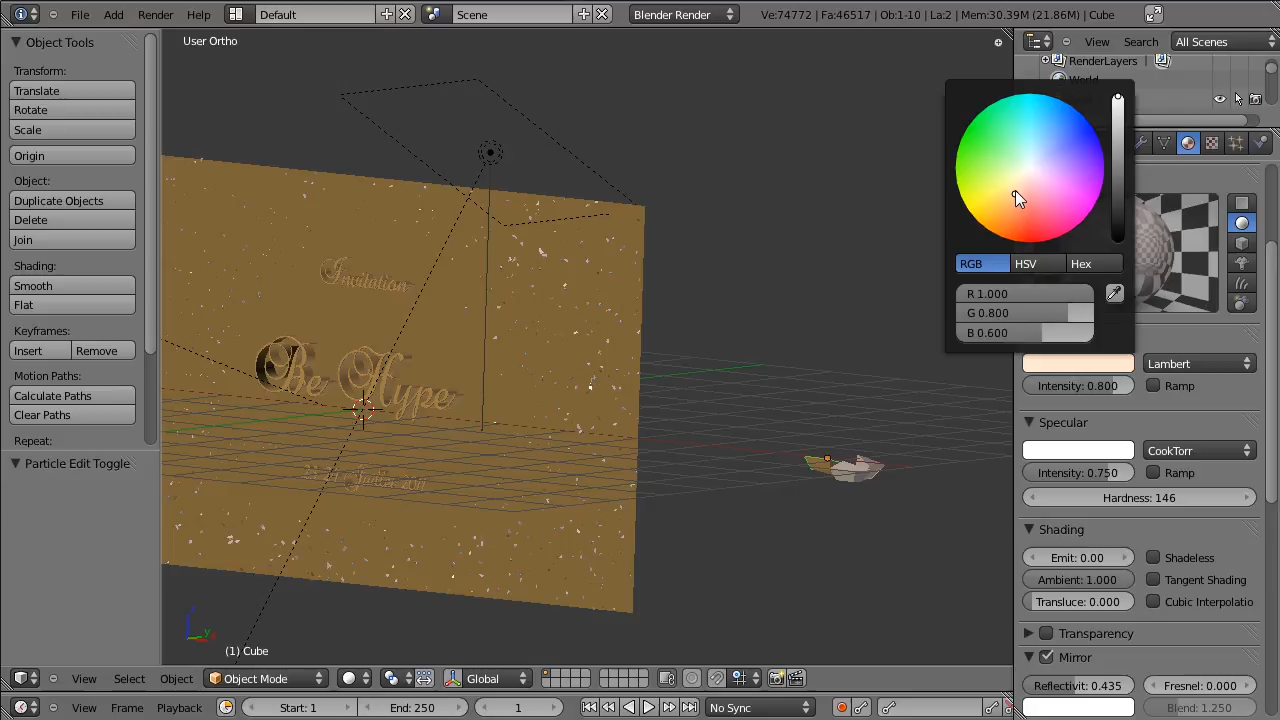 File Add Render Help Default Scene Blender Render Ve:74772 | Fa:46517 | Ob:1-10 | La:2 | Mem:30.39M (21.86M) | Cube
Object Tools
Transform:
Translate
Rotate
Scale
Origin
Object:
Duplicate Objects
Delete
Join
Shading:
Smooth
Flat
Keyframes:
Insert Remove
Motion Paths:
Calculate Paths
Clear Paths
Repeat:
Particle Edit Toggle
User Ortho
Invitation
Be Hype
(1) Cube
View Search All Scenes
RenderLayers
World
RGB HSV Hex
R 1.000
G 0.800
B 0.600
Lambert
Intensity: 0.800 Ramp
Specular
CookTorr
Intensity: 0.750 Ramp
Hardness: 146
Shading
Emit: 0.00 Shadeless
Ambient: 1.000 Tangent Shading
Transluce: 0.000 Cubic Interpolatio
Transparency
Mirror
Reflectivit: 0.435 Fresnel: 0.000
Blend: 1.250
View Select Object Object Mode Global
View Frame Playback Start: 1 End: 250 1 No Sync